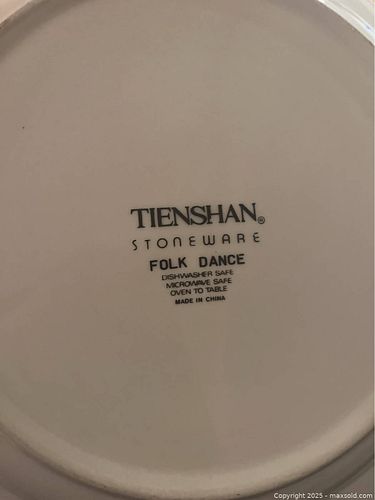 TIENSHAN®
STONEWARE
FOLK DANCE
DISHWASHER SAFE
MICROWAVE SAFE
OVEN TO TABLE
MADE IN CHINA
Copyright 2025 - maxsold.com